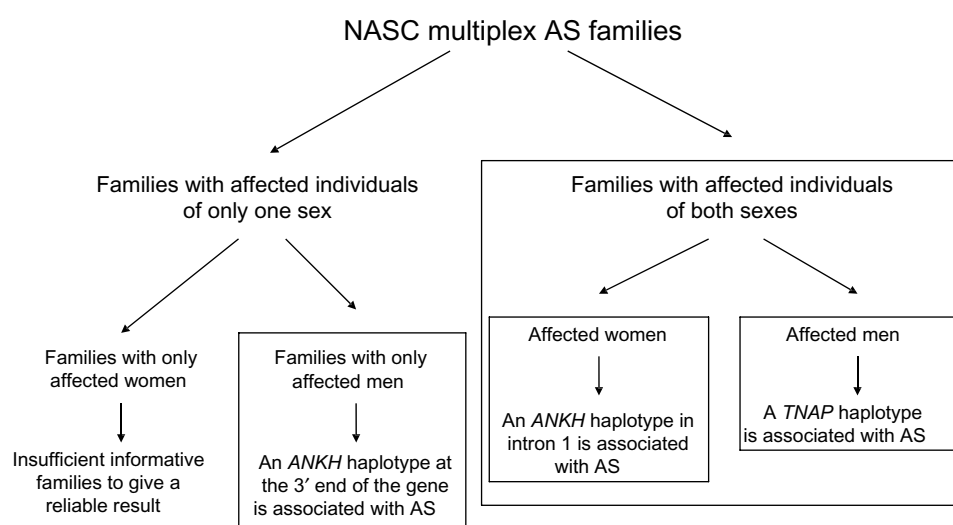 NASC multiplex AS families
Families with affected individuals
of only one sex
Families with affected individuals
of both sexes
Families with only
affected women
Families with only
affected men
Affected women
Affected men
Insufficient informative
families to give a
reliable result
An ANKH haplotype at
the 3′ end of the gene
is associated with AS
An ANKH haplotype in
intron 1 is associated
with AS
A TNAP haplotype
is associated with AS